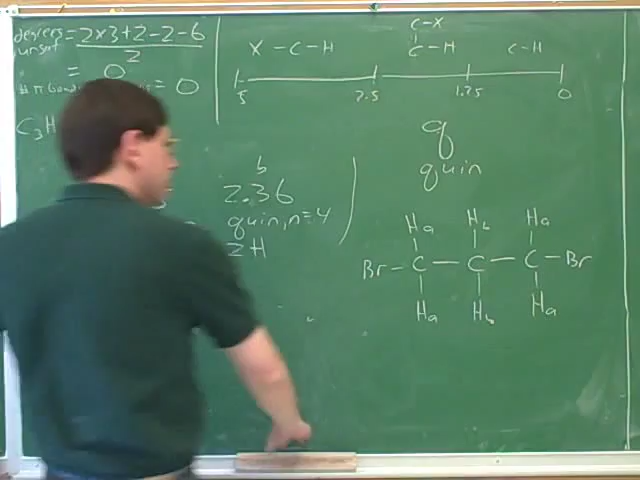 degrees = 2×3+2-2-6
unsat 2
= 0
# π bonds = 0
C3H
b
2.36
quin, n=4
2H
C-X
X-C-H C-H C-H
5 2.5 1.25 0
q
quin
Ha Hb Ha
Br-C-C-C-Br
Ha Hb Ha